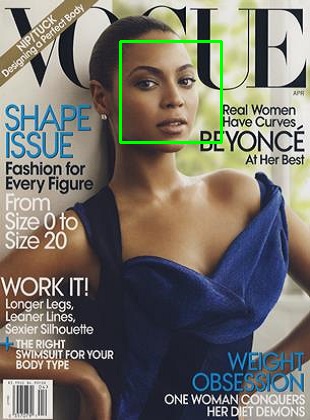 VOGUE
NIP/TUCK
Designing a Perfect Body
APR
SHAPE
ISSUE
Fashion for
Every Figure
From
Size 0 to
Size 20
Real Women
Have Curves
BEYONCÉ
At Her Best
WORK IT!
Longer Legs,
Leaner Lines,
Sexier Silhouette
+ THE RIGHT
SWIMSUIT FOR YOUR
BODY TYPE
WEIGHT
OBSESSION
ONE WOMAN CONQUERS
HER DIET DEMONS